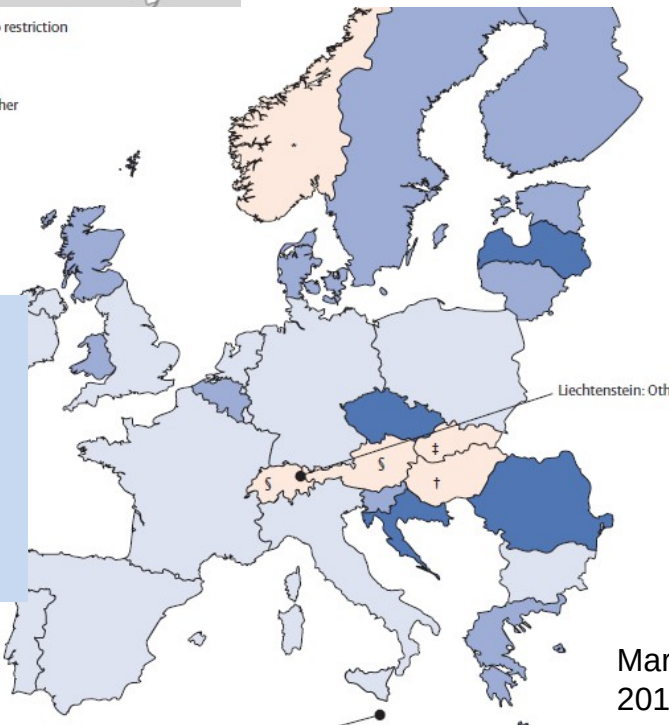 restriction
her
*
Liechtenstein: Oth
‡
§
§
†
Mar
201